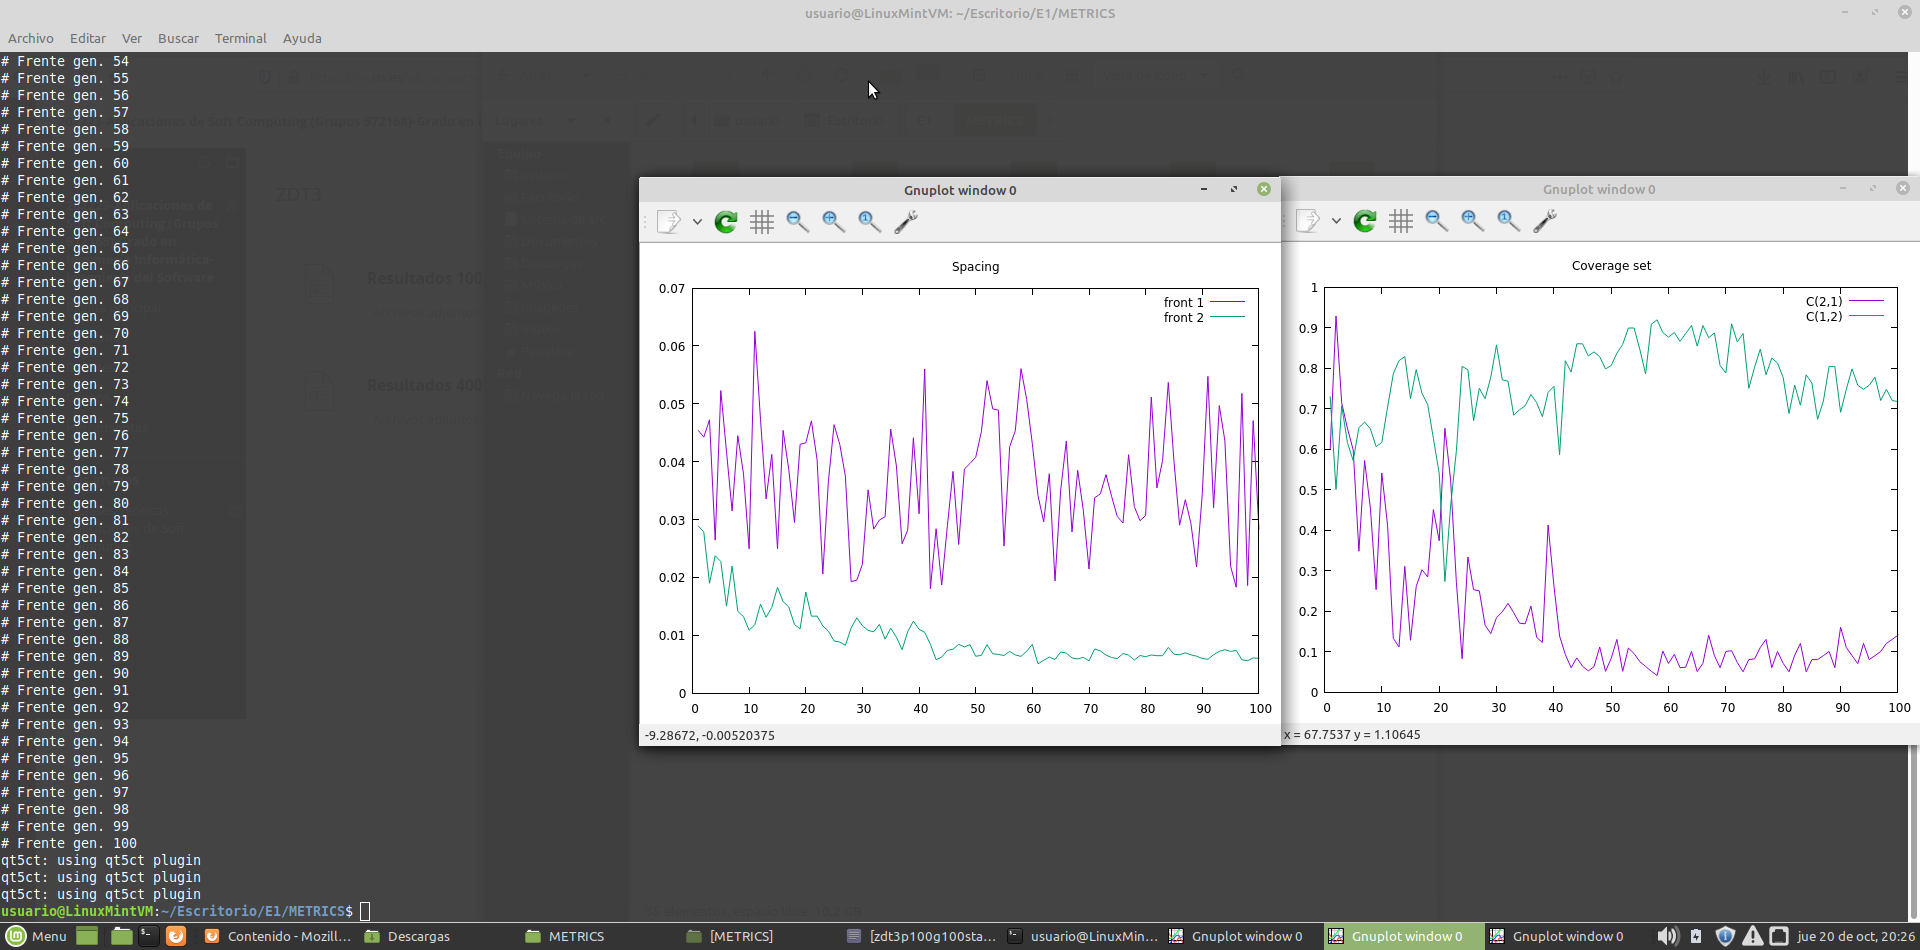 usuario@LinuxMintVM: ~/Escritorio/E1/METRICS
Archivo Editar Ver Buscar Terminal Ayuda
# Frente gen. 54
# Frente gen. 55
# Frente gen. 56
# Frente gen. 57
# Frente gen. 58
# Frente gen. 59
# Frente gen. 60
# Frente gen. 61
# Frente gen. 62
# Frente gen. 63
# Frente gen. 64
# Frente gen. 65
# Frente gen. 66
# Frente gen. 67
# Frente gen. 68
# Frente gen. 69
# Frente gen. 70
# Frente gen. 71
# Frente gen. 72
# Frente gen. 73
# Frente gen. 74
# Frente gen. 75
# Frente gen. 76
# Frente gen. 77
# Frente gen. 78
# Frente gen. 79
# Frente gen. 80
# Frente gen. 81
# Frente gen. 82
# Frente gen. 83
# Frente gen. 84
# Frente gen. 85
# Frente gen. 86
# Frente gen. 87
# Frente gen. 88
# Frente gen. 89
# Frente gen. 90
# Frente gen. 91
# Frente gen. 92
# Frente gen. 93
# Frente gen. 94
# Frente gen. 95
# Frente gen. 96
# Frente gen. 97
# Frente gen. 98
# Frente gen. 99
# Frente gen. 100
qt5ct: using qt5ct plugin
qt5ct: using qt5ct plugin
qt5ct: using qt5ct plugin
usuario@LinuxMintVM:~/Escritorio/E1/METRICS$
ZDT3
Resultados 100
Resultados 400
Gnuplot window 0
Spacing
front 1
front 2
0.07
0.06
0.05
0.04
0.03
0.02
0.01
0
0 10 20 30 40 50 60 70 80 90 100
-9.28672, -0.00520375
Gnuplot window 0
Coverage set
C(2,1)
C(1,2)
1
0.9
0.8
0.7
0.6
0.5
0.4
0.3
0.2
0.1
0
0 10 20 30 40 50 60 70 80 90 100
x = 67.7537 y = 1.10645
Menu Contenido - Mozill... Descargas METRICS [METRICS] [zdt3p100g100sta... usuario@LinuxMin... Gnuplot window 0 Gnuplot window 0 Gnuplot window 0 jue 20 de oct, 20:26